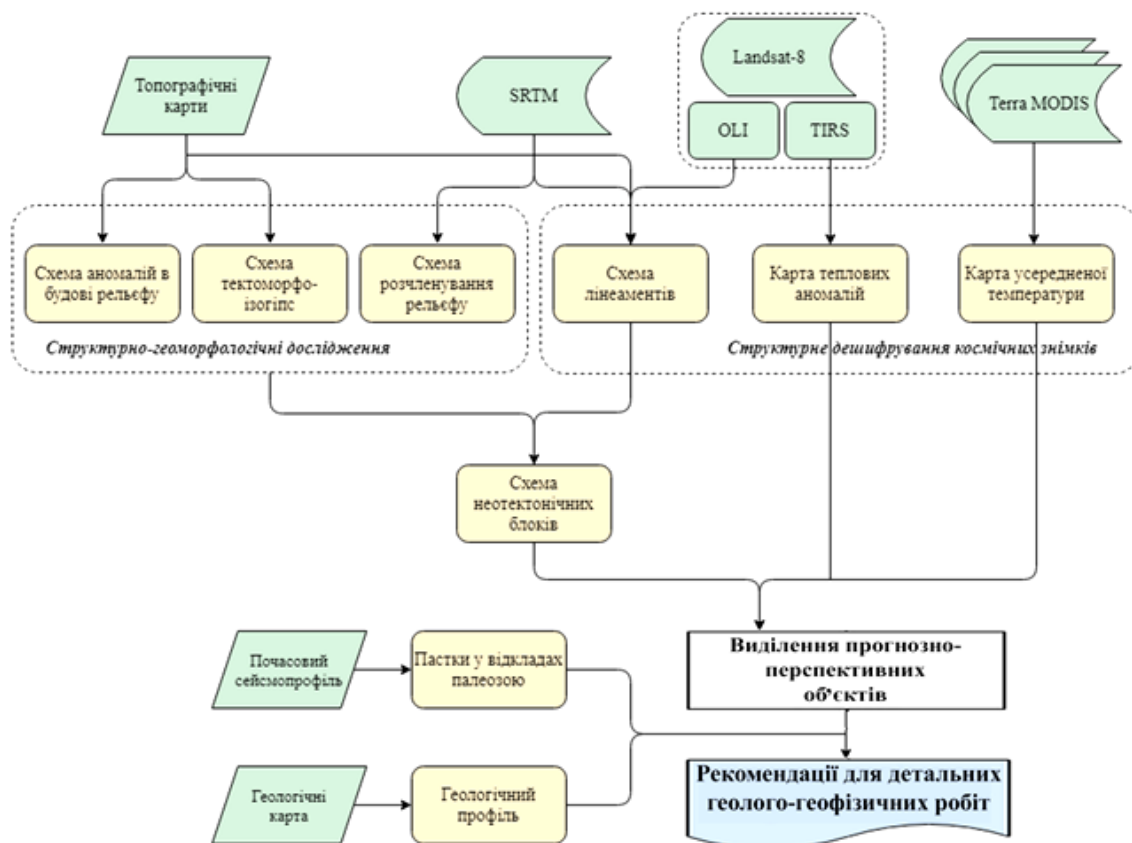 Топографічні
карти
SRTM
Landsat-8
OLI
TIRS
Terra MODIS
Схема аномалій в
будові рельєфу
Схема
тектоморфо-
ізогіпс
Схема
розчленування
рельєфу
Схема
лінеаментів
Карта теплових
аномалій
Карта усередненої
температури
Структурно-геоморфологічні дослідження
Структурне дешифрування космічних знімків
Схема
неотектонічних
блоків
Почасовий
сейсмопрофіль
Пастки у відкладах
палеозою
Виділення прогнозно-
перспективних
об’єктів
Геологічні
карта
Геологічний
профіль
Рекомендації для детальних
геолого-геофізичних робіт